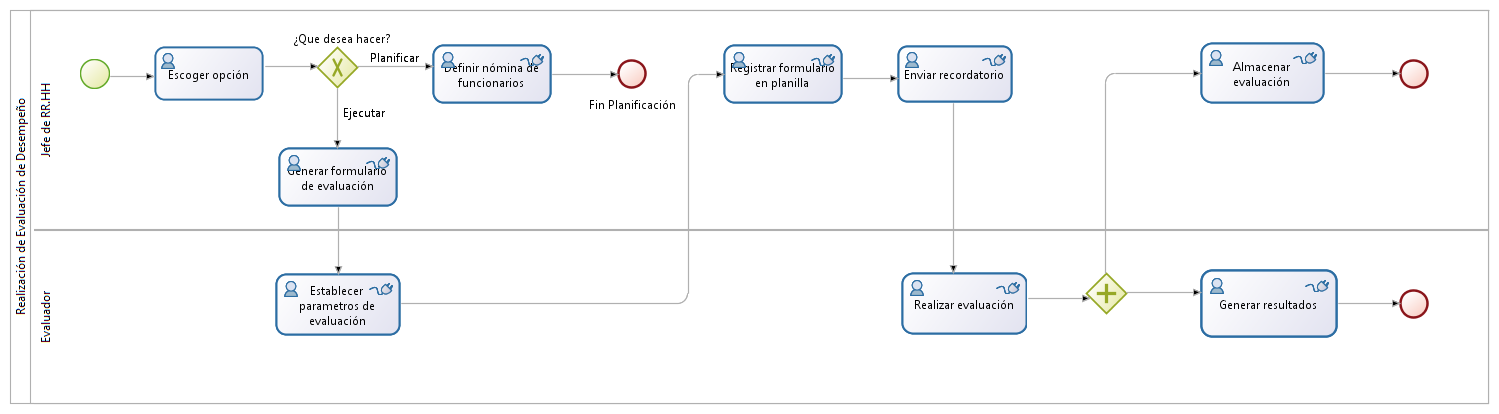 Realización de Evaluación de Desempeño
Jefe de RR.HH
Escoger opción
¿Que desea hacer?
Planificar
Definir nómina de
funcionarios
Fin Planificación
Ejecutar
Generar formulario
de evaluación
Registrar formulario
en planilla
Enviar recordatorio
Almacenar
evaluación
Evaluador
Establecer
parametros de
evaluación
Realizar evaluación
Generar resultados